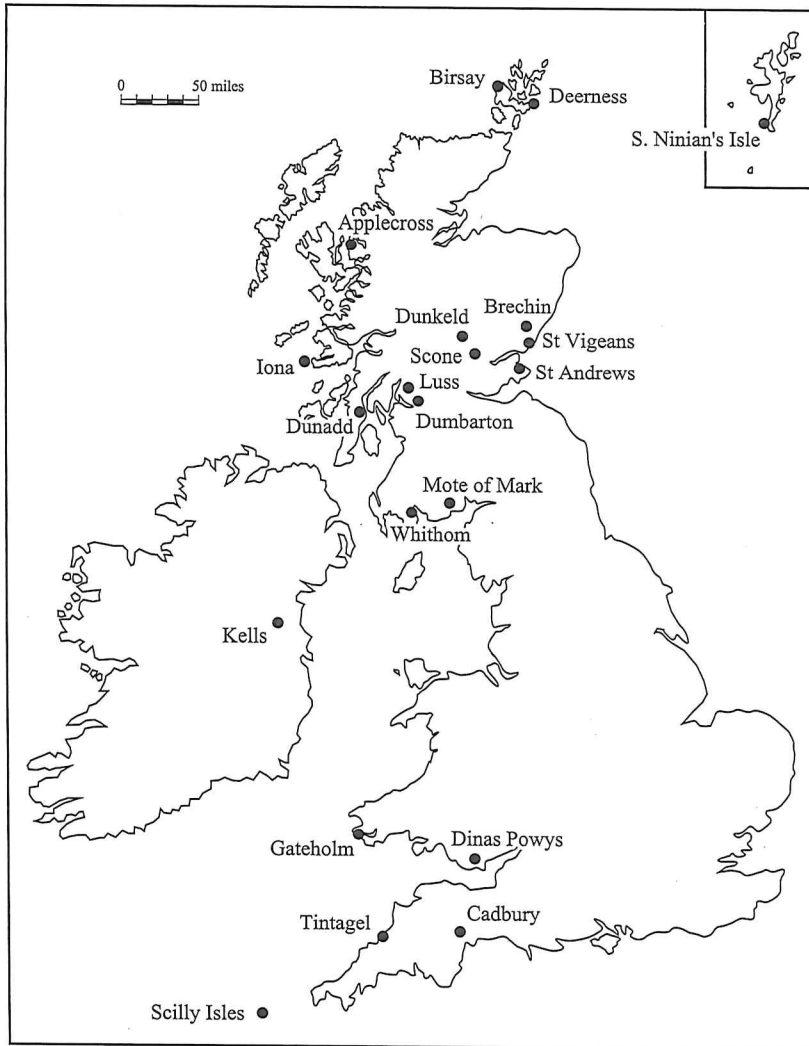 0 50 miles
Birsay
Deerness
S. Ninian's Isle
Applecross
Brechin
Dunkeld
St Vigeans
Scone
Iona
St Andrews
Luss
Dunadd
Dumbarton
Mote of Mark
Whithorn
Kells
Dinas Powys
Gateholm
Cadbury
Tintagel
Scilly Isles